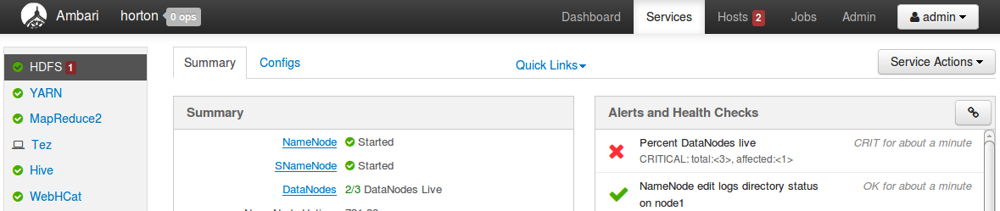 Ambari horton 0 ops Dashboard Services Hosts 2 Jobs Admin admin
HDFS 1
YARN
MapReduce2
Tez
Hive
WebHCat
Summary Configs Quick Links Service Actions
Summary
NameNode Started
SNameNode Started
DataNodes 2/3 DataNodes Live
Alerts and Health Checks
Percent DataNodes live CRIT for about a minute
CRITICAL: total:<3>, affected:<1>
NameNode edit logs directory status OK for about a minute
on node1